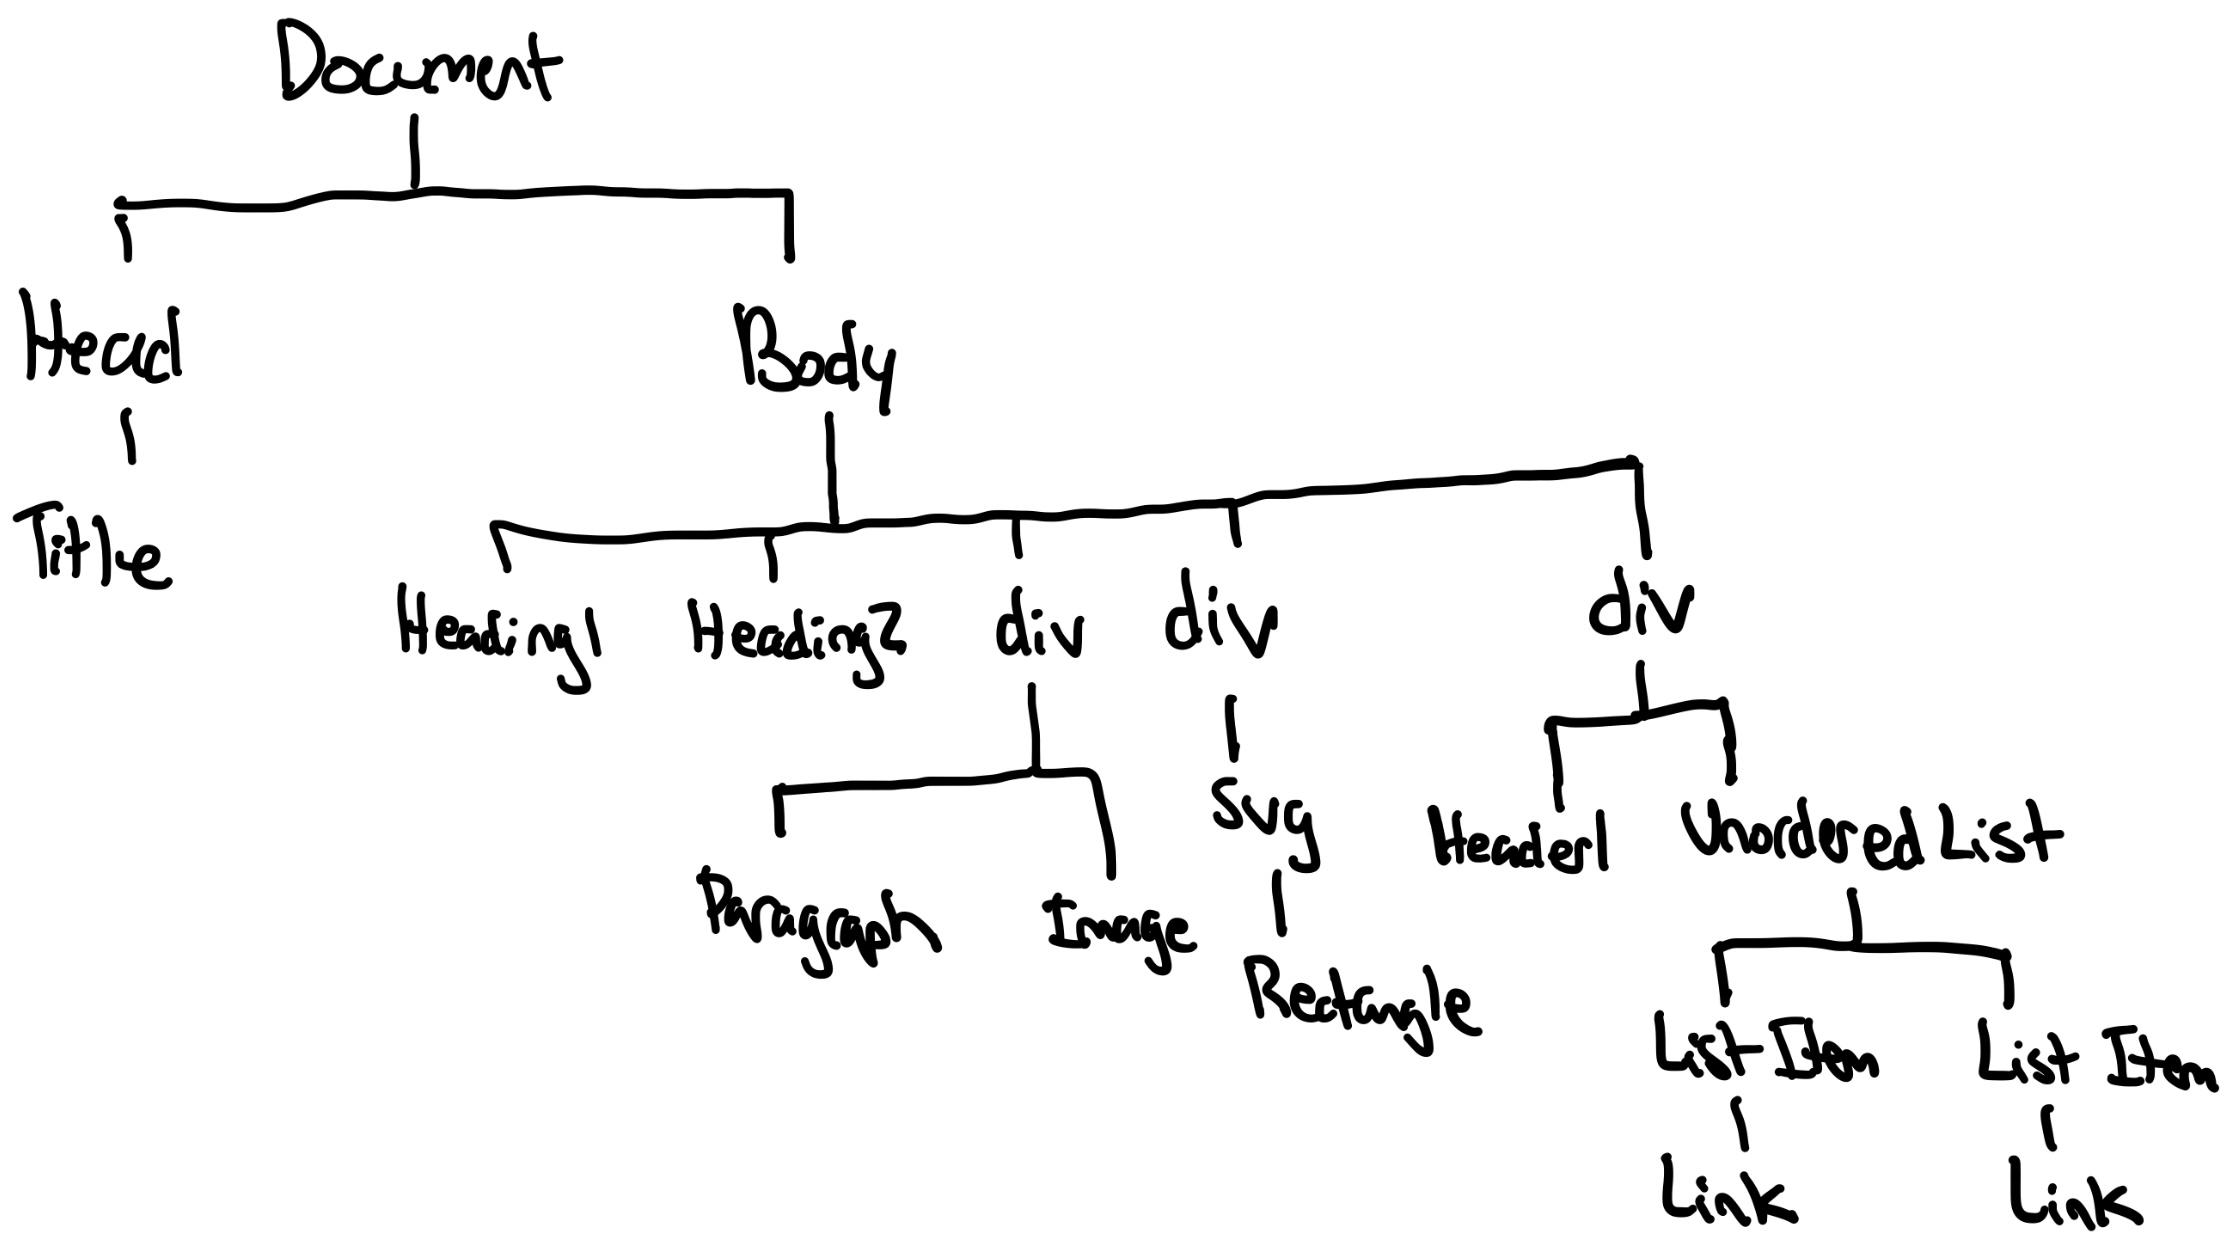 Document
Head
Body
Title
Heading1
Heading2
div
div
div
Paragraph
Image
svg
Rectangle
Header1
Unordered List
List Item
List Item
Link
Link